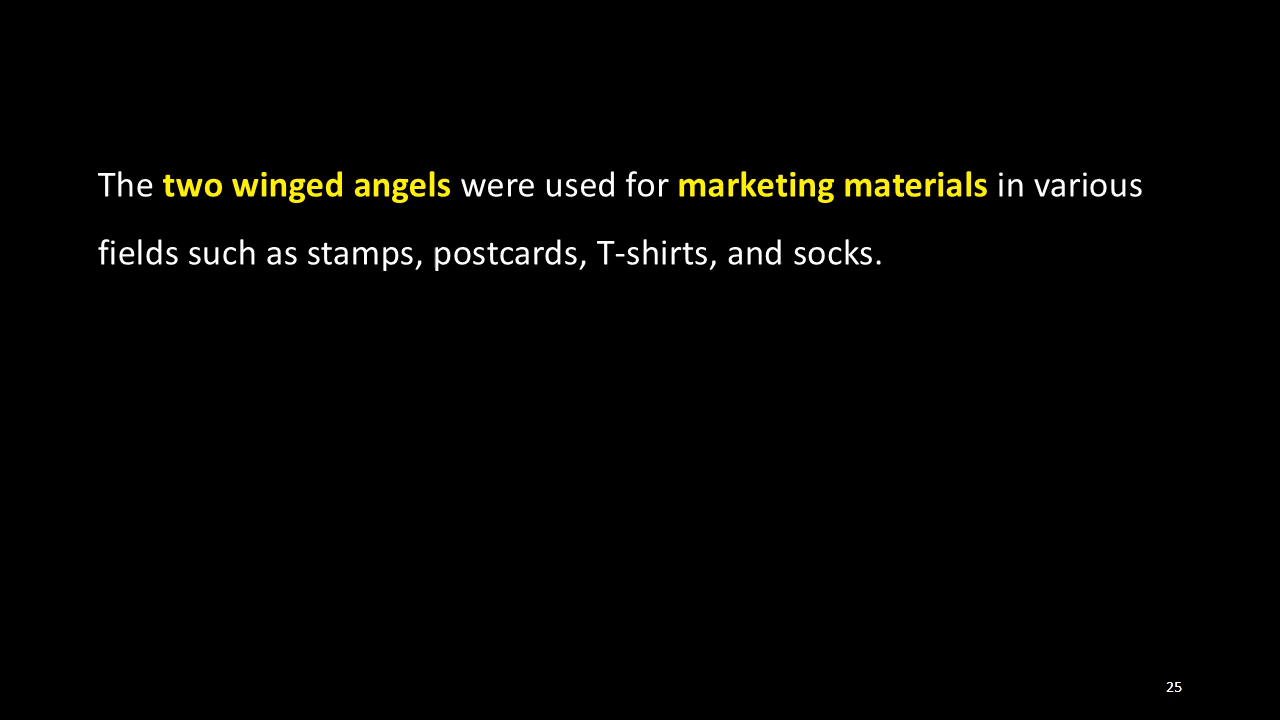 The two winged angels were used for marketing materials in various
fields such as stamps, postcards, T-shirts, and socks.
25